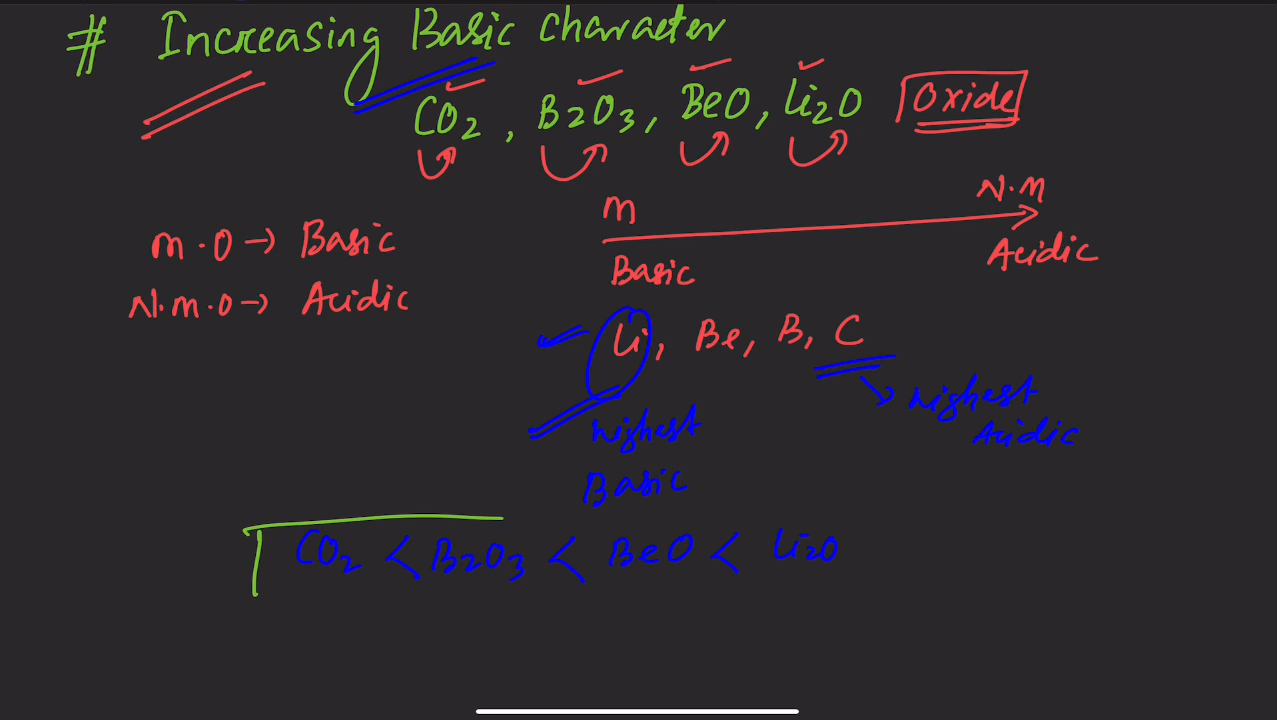 # Increasing Basic character
CO2, B2O3, BeO, Li2O Oxide
M N.M
M.O → Basic
Basic Acidic
N.M.O → Acidic
Li, Be, B, C
highest Acidic
highest
Basic
CO2 < B2O3 < BeO < Li2O